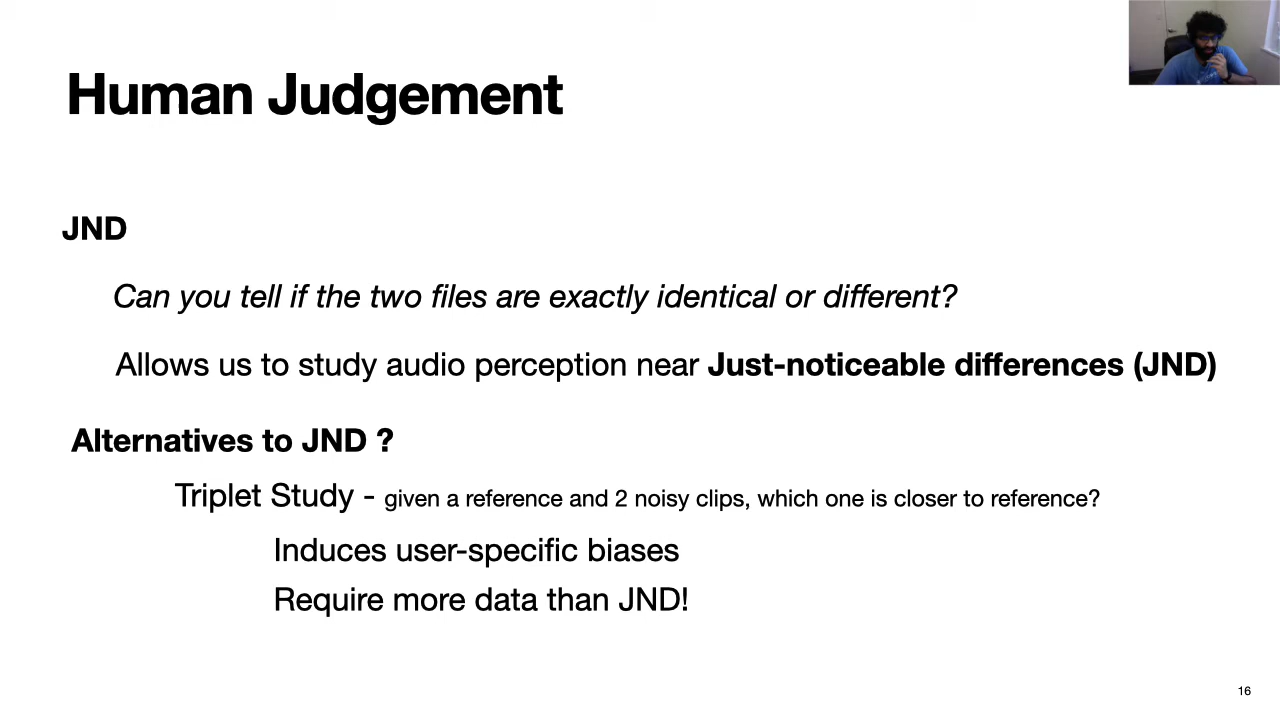 Human Judgement
JND
Can you tell if the two files are exactly identical or different?
Allows us to study audio perception near Just-noticeable differences (JND)
Alternatives to JND ?
Triplet Study - given a reference and 2 noisy clips, which one is closer to reference?
Induces user-specific biases
Require more data than JND!
16